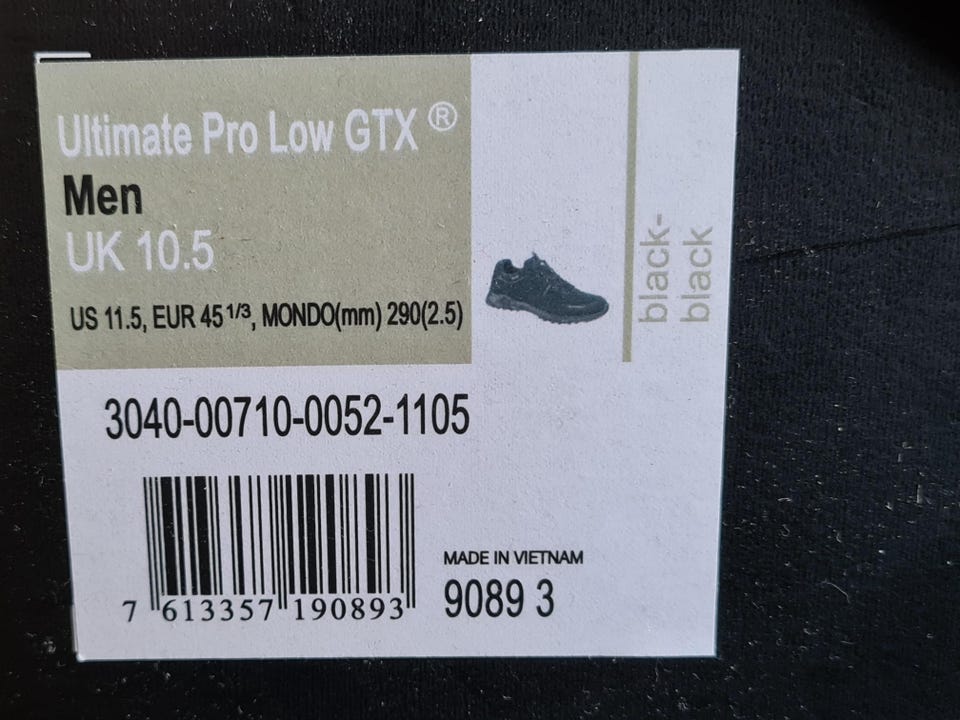 Ultimate Pro Low GTX ®
Men
UK 10.5
US 11.5, EUR 45 1/3, MONDO(mm) 290(2.5)
black-
black
3040-00710-0052-1105
7 613357 190893
MADE IN VIETNAM
9089 3